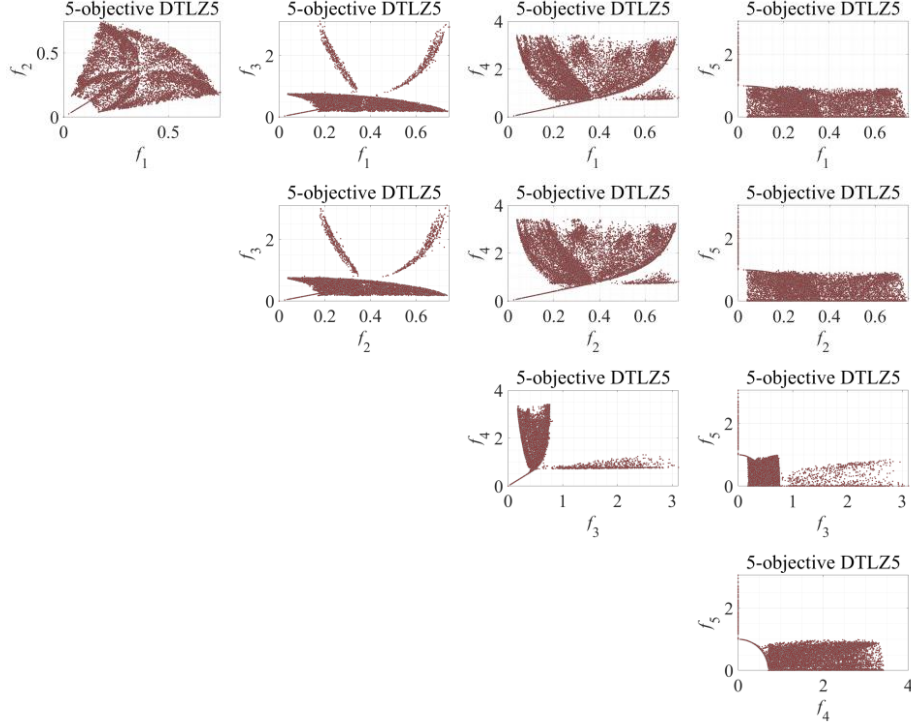 5-objective DTLZ5 5-objective DTLZ5 5-objective DTLZ5 5-objective DTLZ5
f2 0.5 0 0 0.5 f1
f3 2 0 0.2 0.4 0.6 f1
f4 4 2 0 0 0.2 0.4 0.6 f1
f5 2 0 0 0.2 0.4 0.6 f1
5-objective DTLZ5 5-objective DTLZ5 5-objective DTLZ5
f3 2 0 0.2 0.4 0.6 f2
f4 4 2 0 0 0.2 0.4 0.6 f2
f5 2 0 0 0.2 0.4 0.6 f2
5-objective DTLZ5 5-objective DTLZ5
f4 4 2 0 0 1 2 3 f3
f5 2 0 0 1 2 3 f3
5-objective DTLZ5
f5 2 0 0 2 4 f4